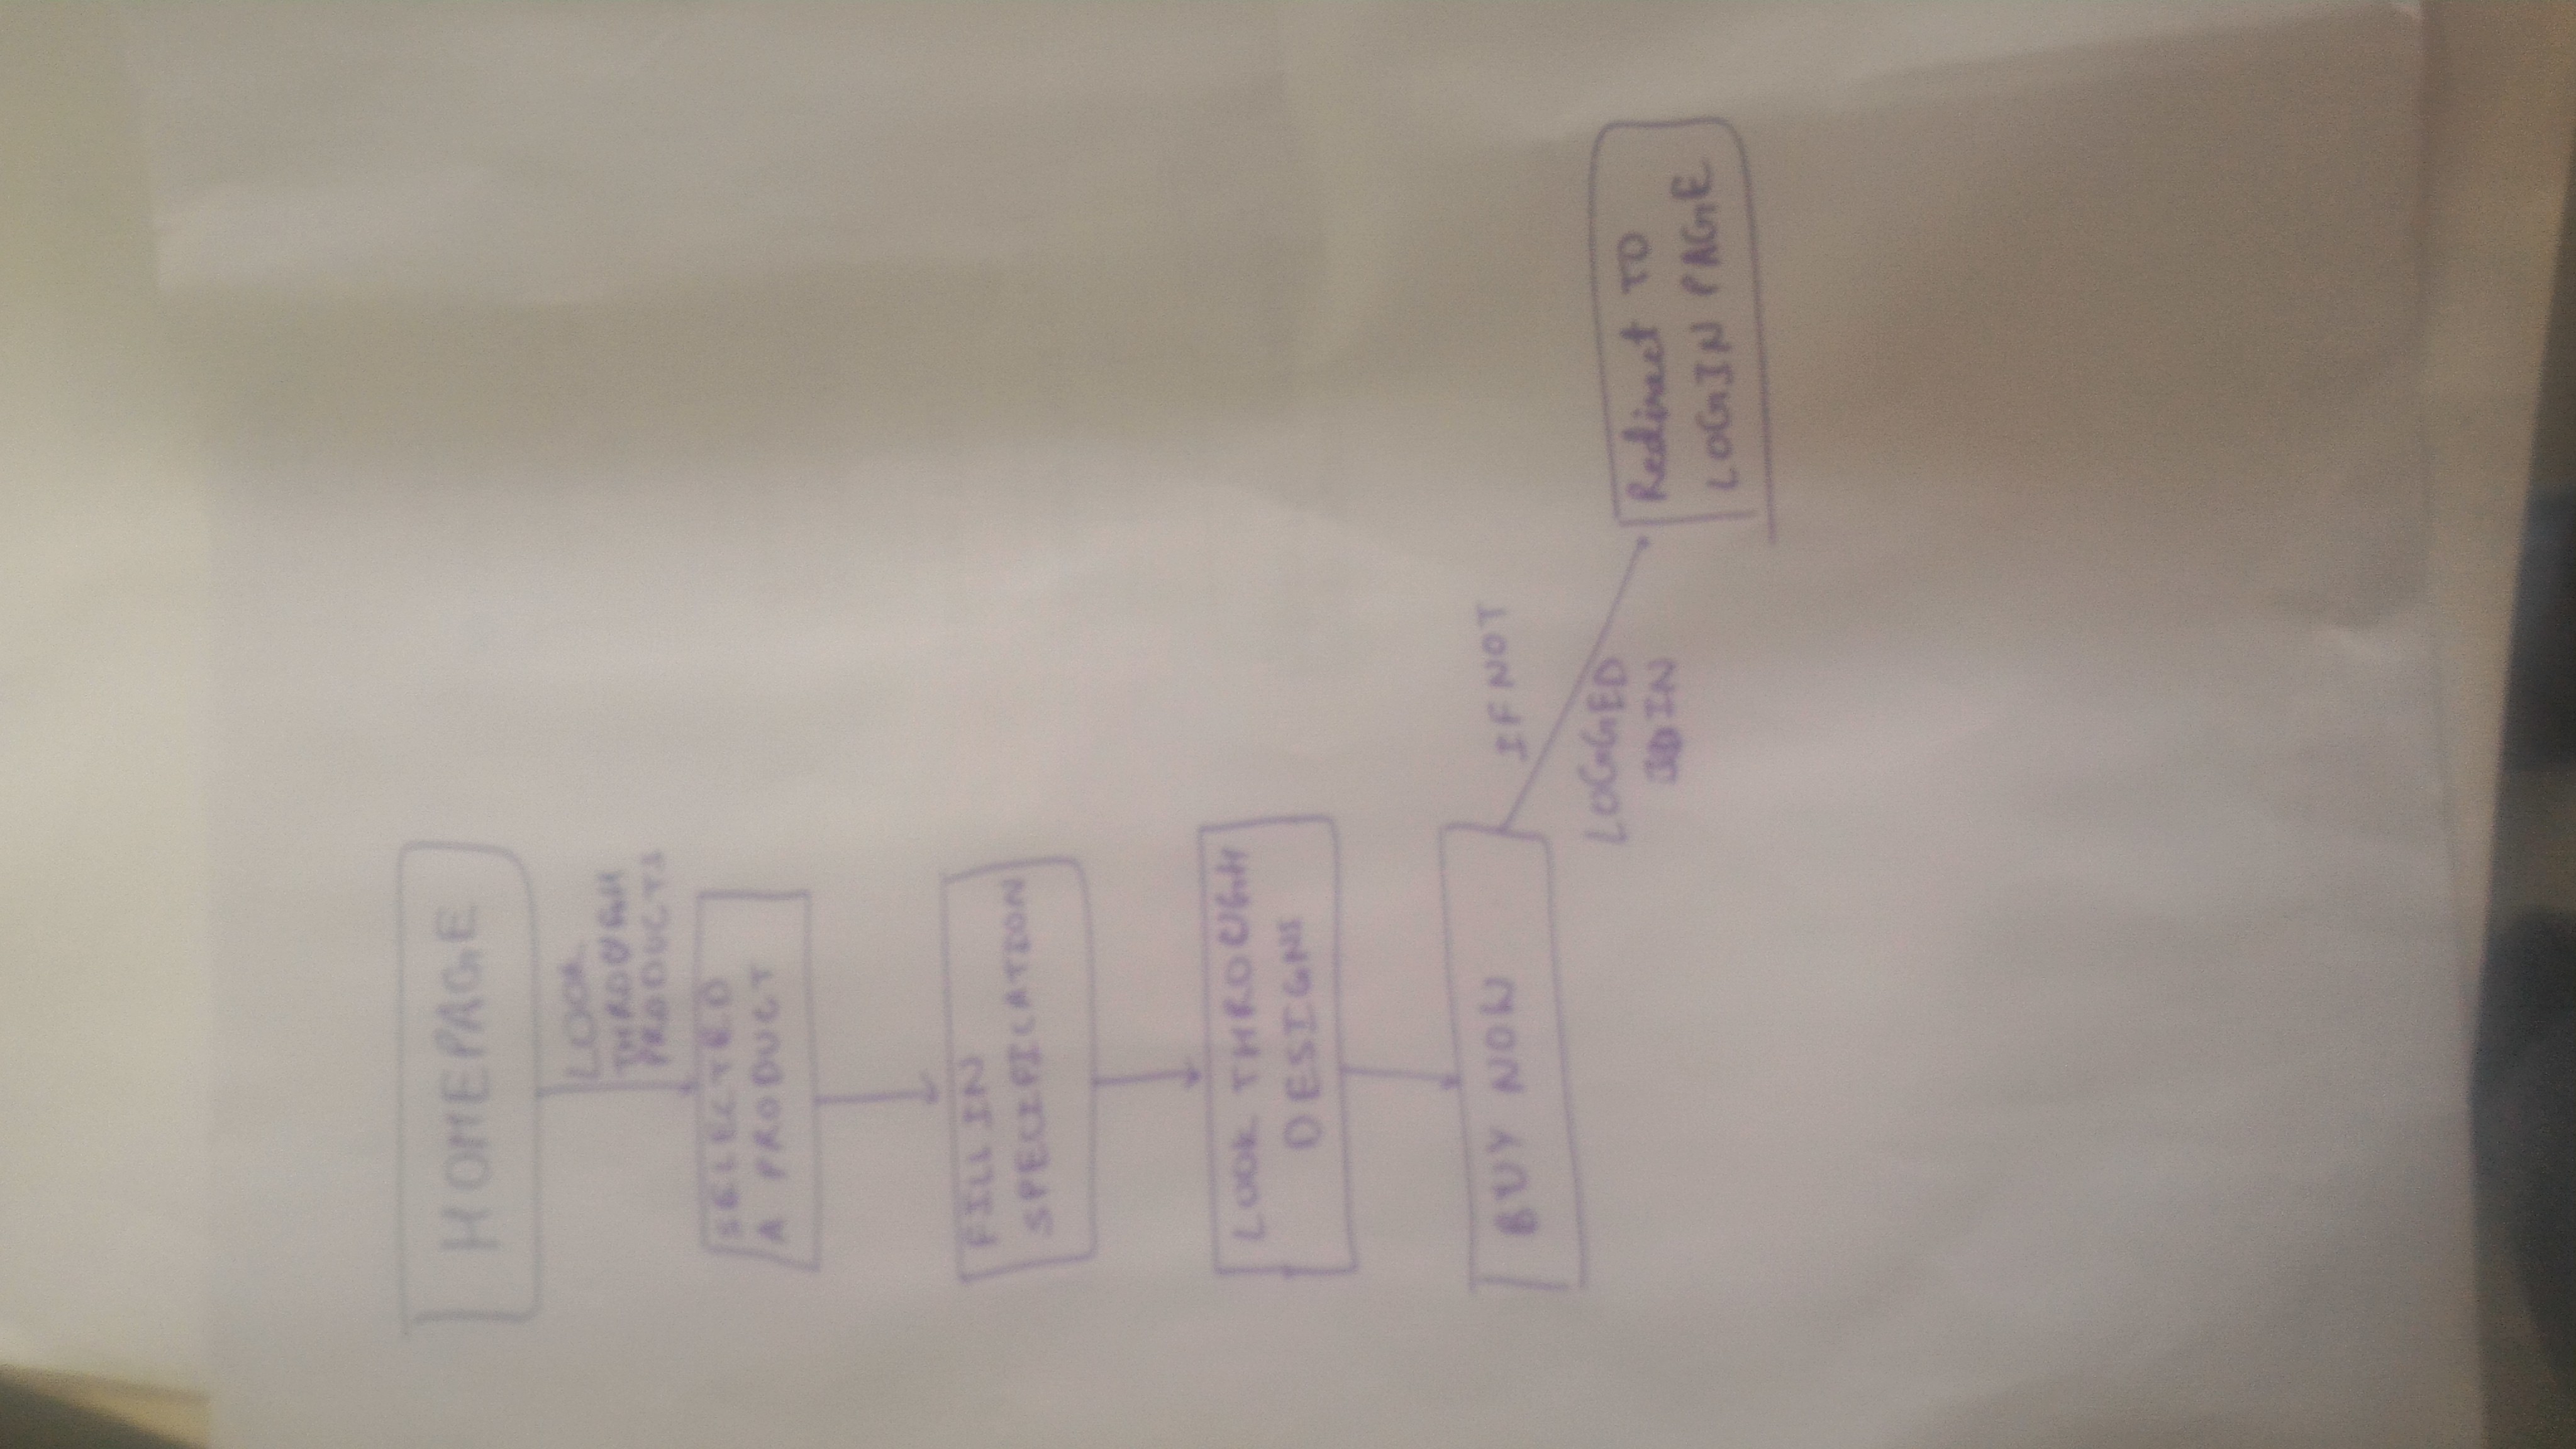 HOMEPAGE
LOOK
THROUGH
PRODUCTS
SELECTED
A PRODUCT
FILL IN
SPECIFICATION
LOOK THROUGH
DESIGNS
BUY NOW
IF NOT
LOGGED
IN
Redirect TO
LOGIN PAGE